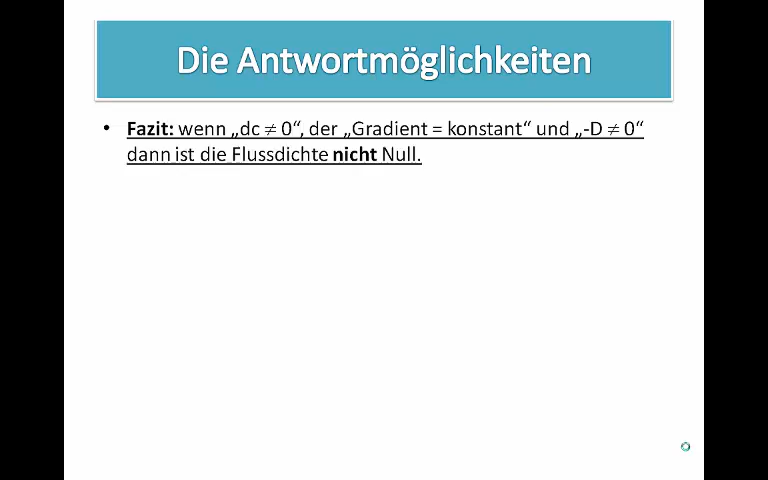 Die Antwortmöglichkeiten
• Fazit: wenn „dc ≠ 0“, der „Gradient = konstant“ und „-D ≠ 0“
dann ist die Flussdichte nicht Null.